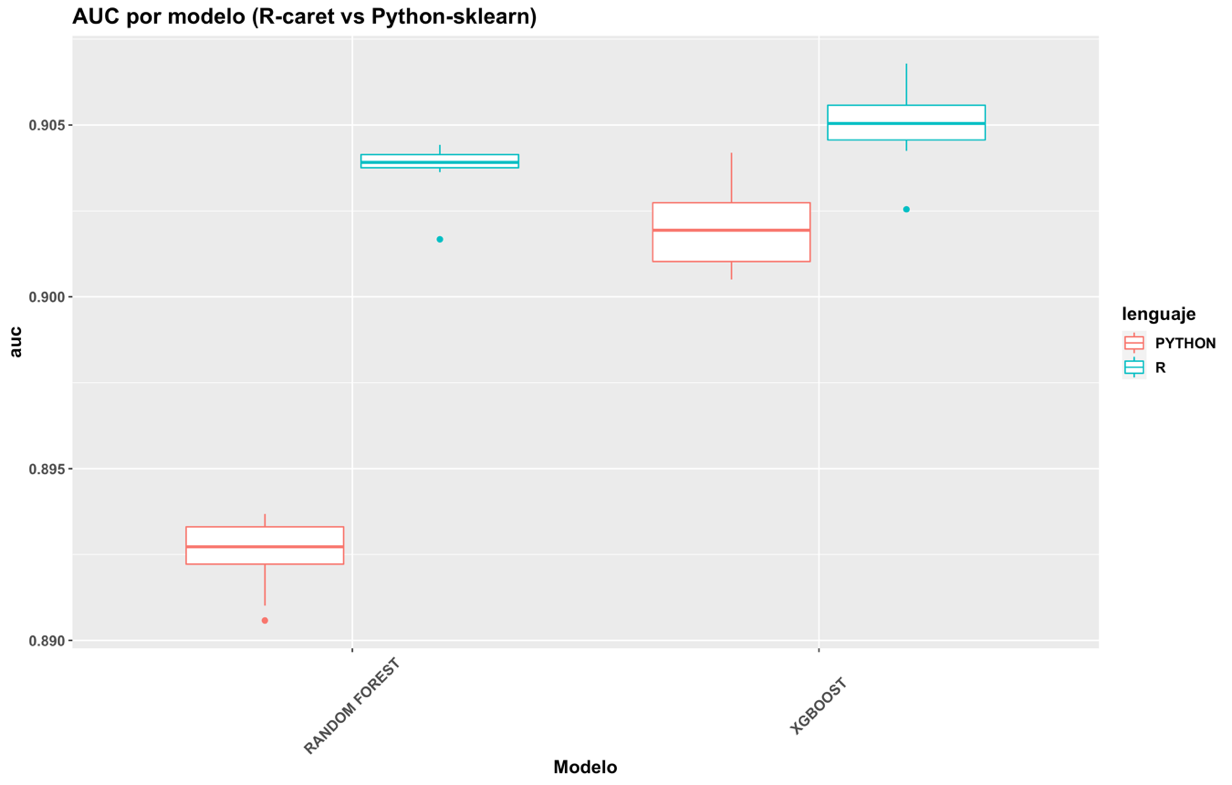 AUC por modelo (R-caret vs Python-sklearn)
0.905
0.900
0.895
0.890
auc
RANDOM FOREST
XGBOOST
Modelo
lenguaje
PYTHON
R